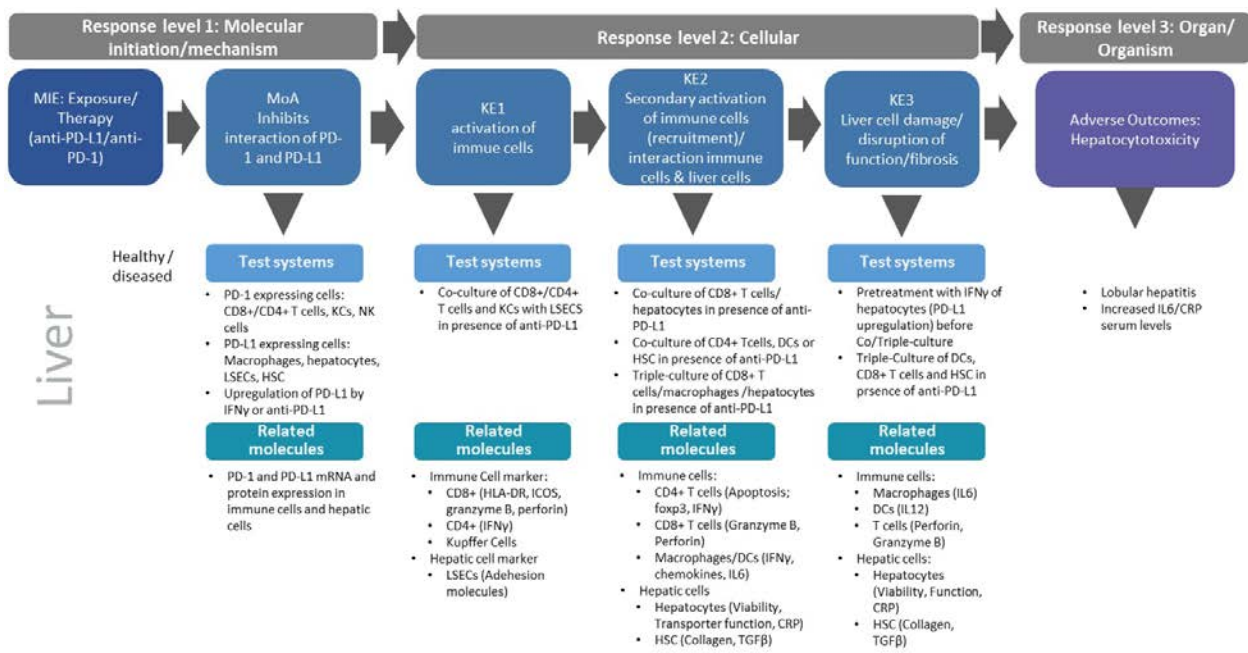 Response level 1: Molecular
initiation/mechanism
Response level 2: Cellular
Response level 3: Organ/
Organism
MIE: Exposure/
Therapy
(anti-PD-L1/anti-
PD-1)
MoA
Inhibits
interaction of PD-
1 and PD-L1
KE1
activation of
immue cells
KE2
Secondary activation
of immune cells
(recruitment)/
interaction immune
cells & liver cells
KE3
Liver cell damage/
disruption of
function/fibrosis
Adverse Outcomes:
Hepatocytotoxicity
Healthy /
diseased
Liver
Test systems
• PD-1 expressing cells:
CD8+/CD4+ T cells, KCs, NK
cells
• PD-L1 expressing cells:
Macrophages, hepatocytes,
LSECs, HSC
• Upregulation of PD-L1 by
IFNγ or anti-PD-L1
Related
molecules
• PD-1 and PD-L1 mRNA and
protein expression in
immune cells and hepatic
cells
Test systems
• Co-culture of CD8+/CD4+
T cells and KCs with LSECS
in presence of anti-PD-L1
Related
molecules
• Immune Cell marker:
• CD8+ (HLA-DR, ICOS,
granzyme B, perforin)
• CD4+ (IFNγ)
• Kupffer Cells
• Hepatic cell marker
• LSECs (Adehesion
molecules)
Test systems
• Co-culture of CD8+ T cells/
hepatocytes in presence of anti-
PD-L1
• Co-culture of CD4+ Tcells, DCs or
HSC in presence of anti-PD-L1
• Triple-culture of CD8+ T
cells/macrophages /hepatocytes
in presence of anti-PD-L1
Related
molecules
• Immune cells:
• CD4+ T cells (Apoptosis;
foxp3, IFNγ)
• CD8+ T cells (Granzyme B,
Perforin)
• Macrophages/DCs (IFNγ,
chemokines, IL6)
• Hepatic cells
• Hepatocytes (Viability,
Transporter function, CRP)
• HSC (Collagen, TGFβ)
Test systems
• Pretreatment with IFNγ of
hepatocytes (PD-L1
upregulation) before
Co/Triple-culture
• Triple-Culture of DCs,
CD8+ T cells and HSC in
prsence of anti-PD-L1
Related
molecules
• Immune cells:
• Macrophages (IL6)
• DCs (IL12)
• T cells (Perforin,
Granzyme B)
• Hepatic cells:
• Hepatocytes
(Viability, Function,
CRP)
• HSC (Collagen,
TGFβ)
• Lobular hepatitis
• Increased IL6/CRP
serum levels